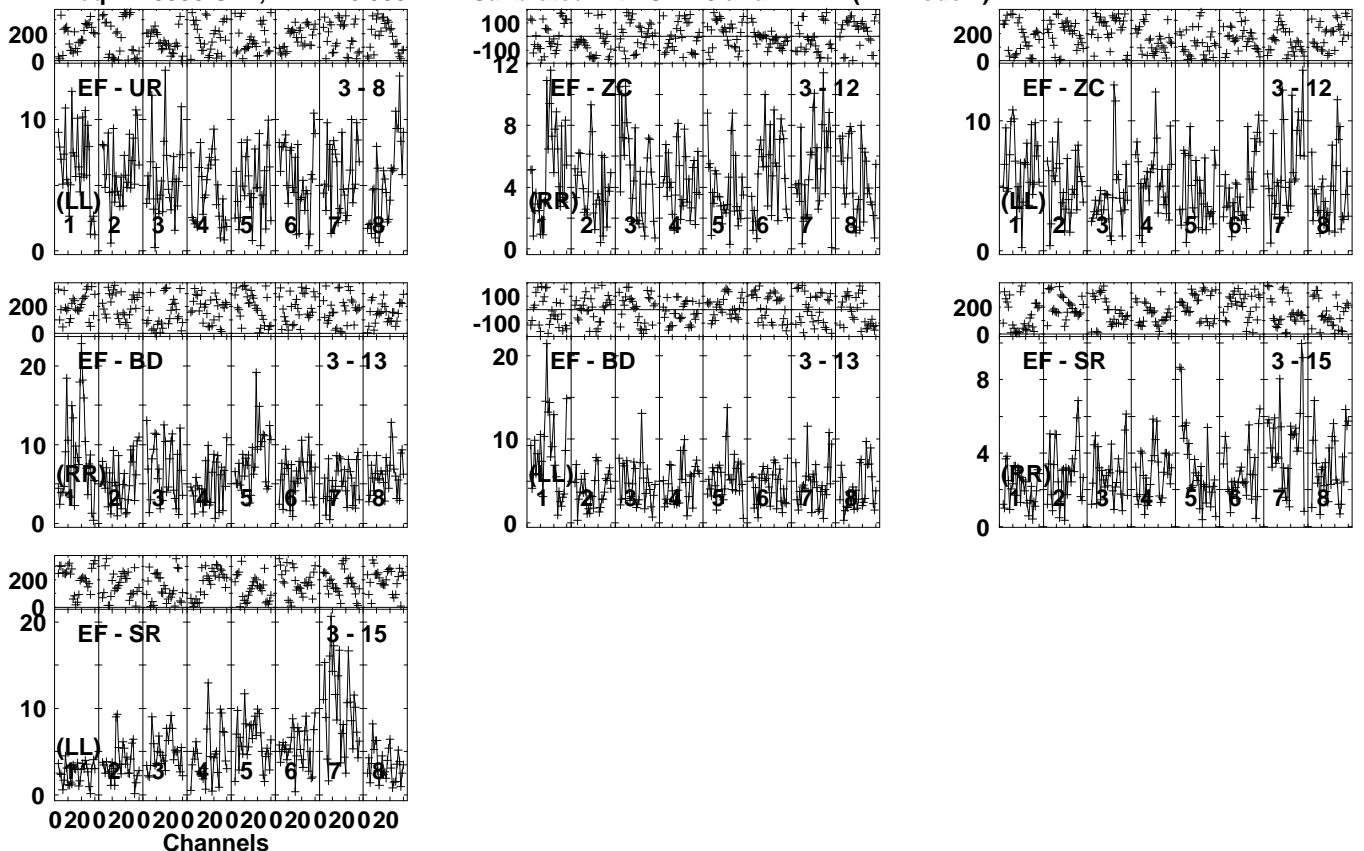 200 0
EF - UR 3 - 8
10 0
(LL)
1 2 3 4 5 6 7 8
100 -100
EF - ZC 3 - 12
12 8 4 0
(RR)
1 2 3 4 5 6 7 8
200 0
EF - ZC 3 - 12
10 0
(LL)
1 2 3 4 5 6 7 8
200 0
EF - BD 3 - 13
20 10 0
(RR)
1 2 3 4 5 6 7 8
100 -100
EF - BD 3 - 13
20 10 0
(LL)
1 2 3 4 5 6 7 8
200 0
EF - SR 3 - 15
8 4 0
(RR)
1 2 3 4 5 6 7 8
200 0
EF - SR 3 - 15
20 10 0
(LL)
1 2 3 4 5 6 7 8
0 20 0 20 0 20 0 20 0 20 0 20 0 20 0 20
Channels